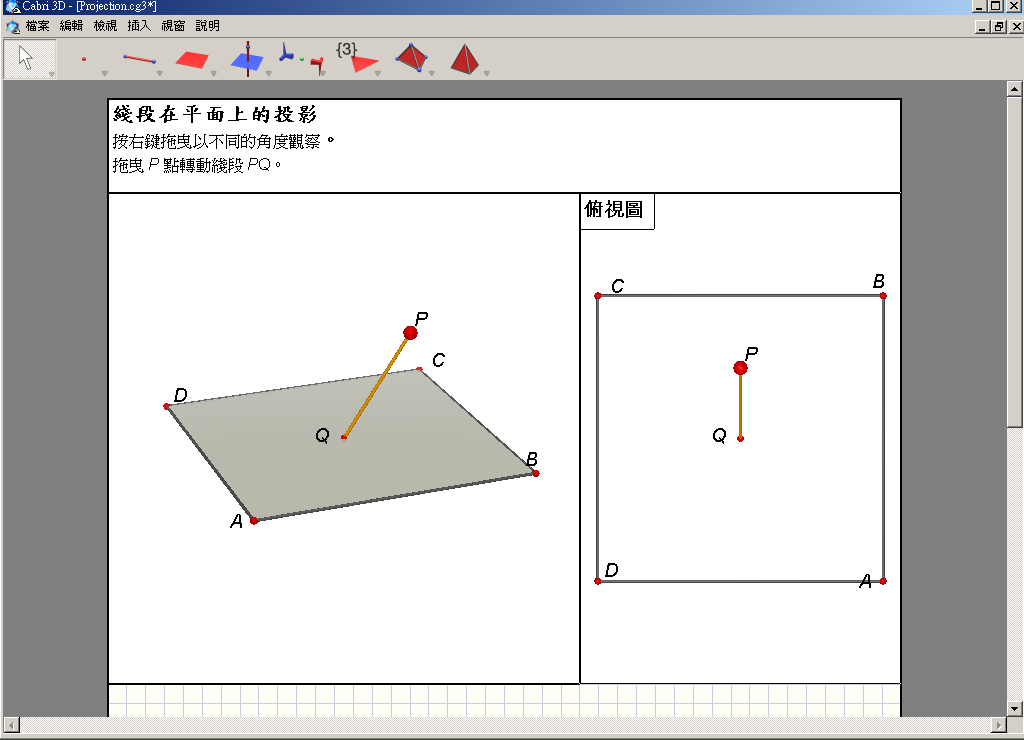 Cabri 3D - [Projection.cg3*]
檔案 編輯 檢視 插入 視窗 說明
{3}
綫段在平面上的投影
按右鍵拖曳以不同的角度觀察。
拖曳 P 點轉動綫段 PQ。
俯視圖
P
C
D
Q
B
A
C
B
P
Q
D
A